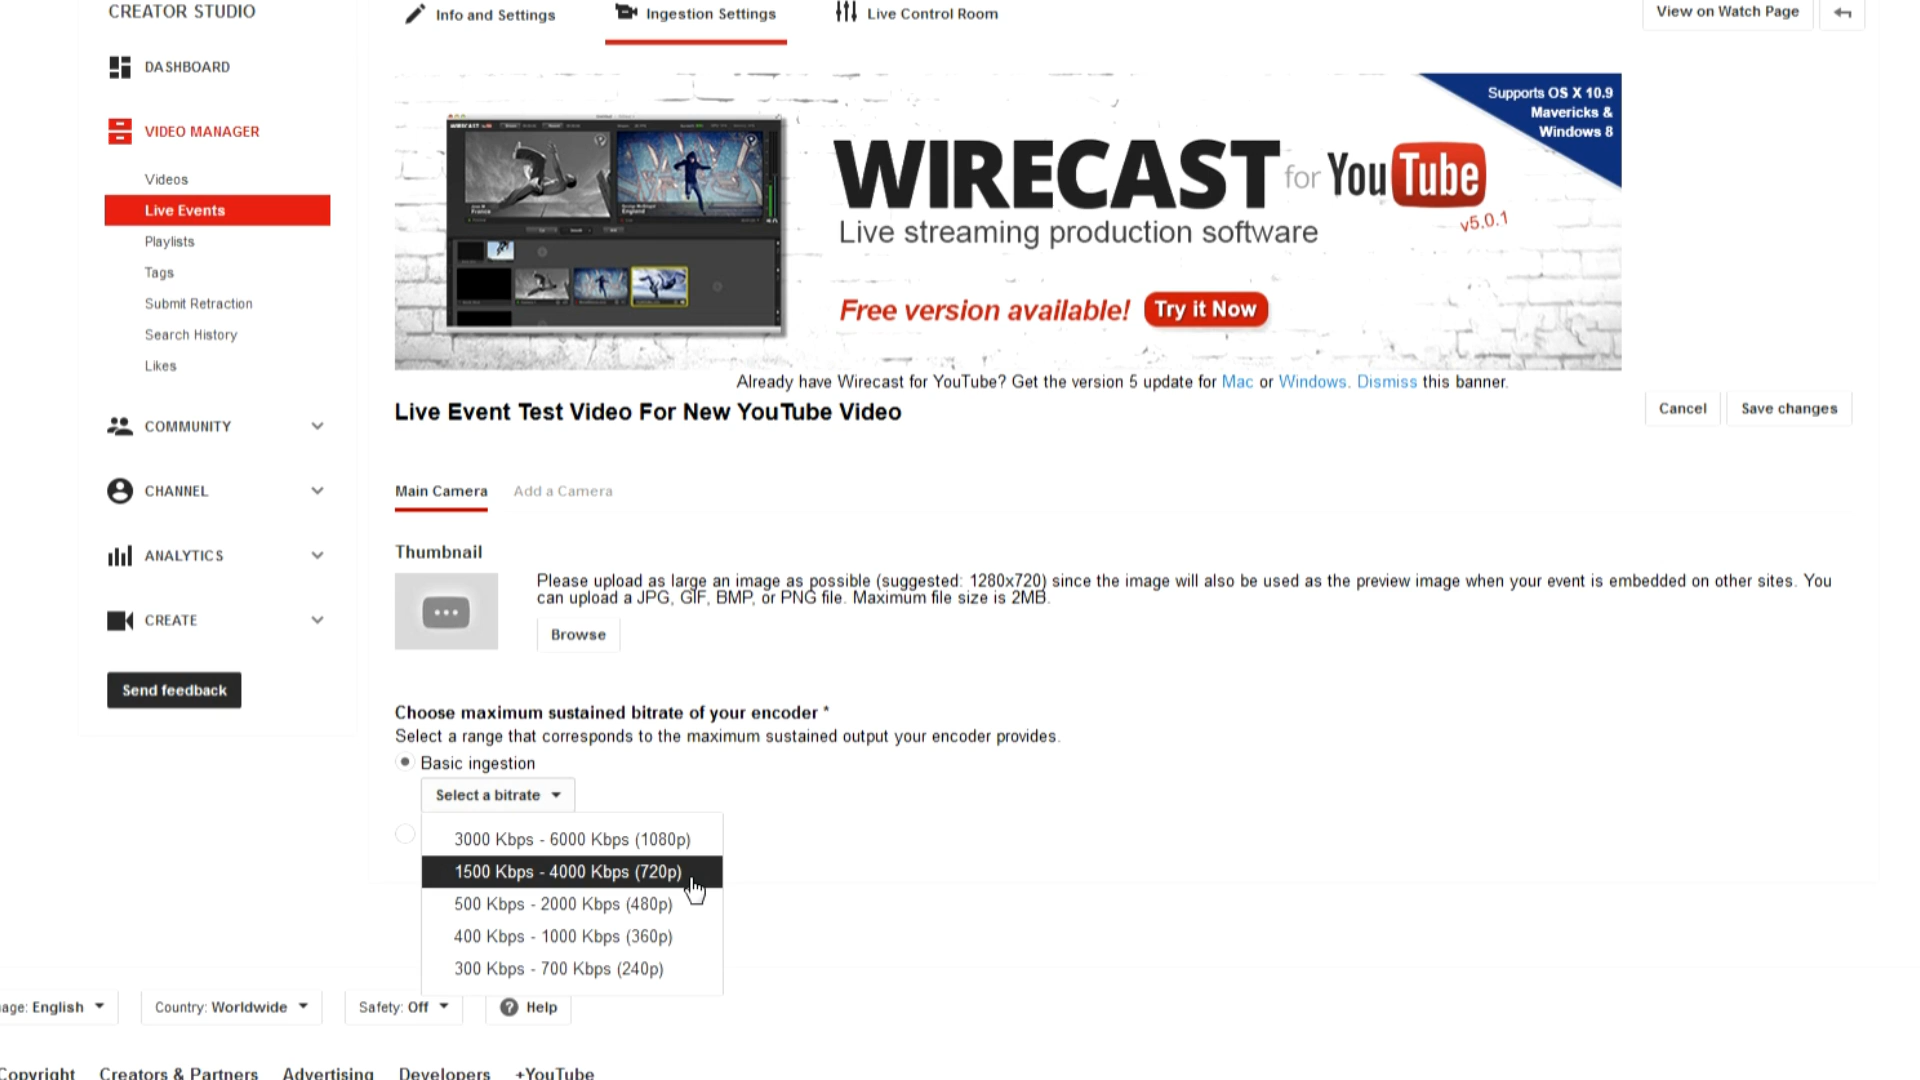 CREATOR STUDIO
Info and Settings
Ingestion Settings
Live Control Room
View on Watch Page
DASHBOARD
VIDEO MANAGER
Videos
Live Events
Playlists
Tags
Submit Retraction
Search History
Likes
COMMUNITY
CHANNEL
ANALYTICS
CREATE
Send feedback
Supports OS X 10.9
Mavericks &
Windows 8
WIRECAST for YouTube
v5.0.1
Live streaming production software
Free version available! Try it Now
Already have Wirecast for YouTube? Get the version 5 update for Mac or Windows. Dismiss this banner.
Live Event Test Video For New YouTube Video
Cancel
Save changes
Main Camera
Add a Camera
Thumbnail
Please upload as large an image as possible (suggested: 1280x720) since the image will also be used as the preview image when your event is embedded on other sites. You
can upload a JPG, GIF, BMP, or PNG file. Maximum file size is 2MB.
Browse
Choose maximum sustained bitrate of your encoder *
Select a range that corresponds to the maximum sustained output your encoder provides.
Basic ingestion
Select a bitrate
3000 Kbps - 6000 Kbps (1080p)
1500 Kbps - 4000 Kbps (720p)
500 Kbps - 2000 Kbps (480p)
400 Kbps - 1000 Kbps (360p)
300 Kbps - 700 Kbps (240p)
age: English
Country: Worldwide
Safety: Off
Help
Copyright
Creators & Partners
Advertising
Developers
+YouTube